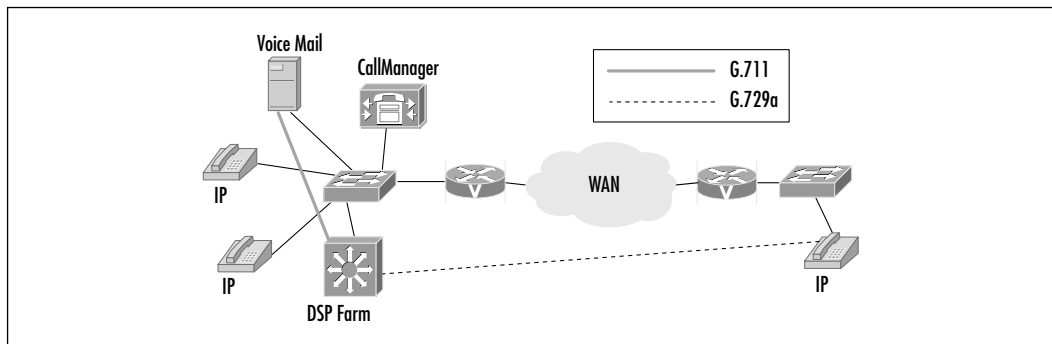 Voice Mail
CallManager
G.711
G.729a
IP
V
WAN
V
IP
IP
DSP Farm